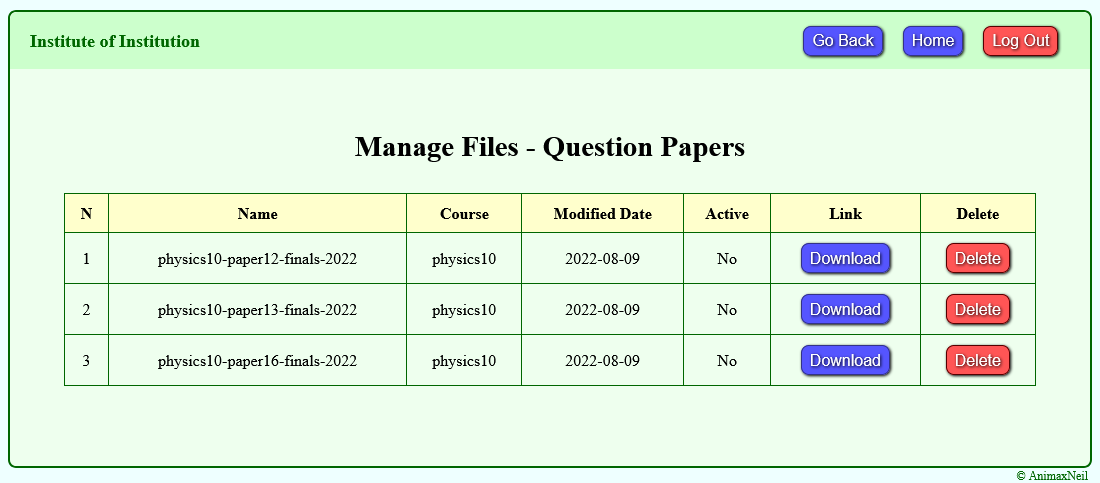 Institute of Institution Go Back Home Log Out
Manage Files - Question Papers
N Name Course Modified Date Active Link Delete
1 physics10-paper12-finals-2022 physics10 2022-08-09 No Download Delete
2 physics10-paper13-finals-2022 physics10 2022-08-09 No Download Delete
3 physics10-paper16-finals-2022 physics10 2022-08-09 No Download Delete
© AnimaxNeil